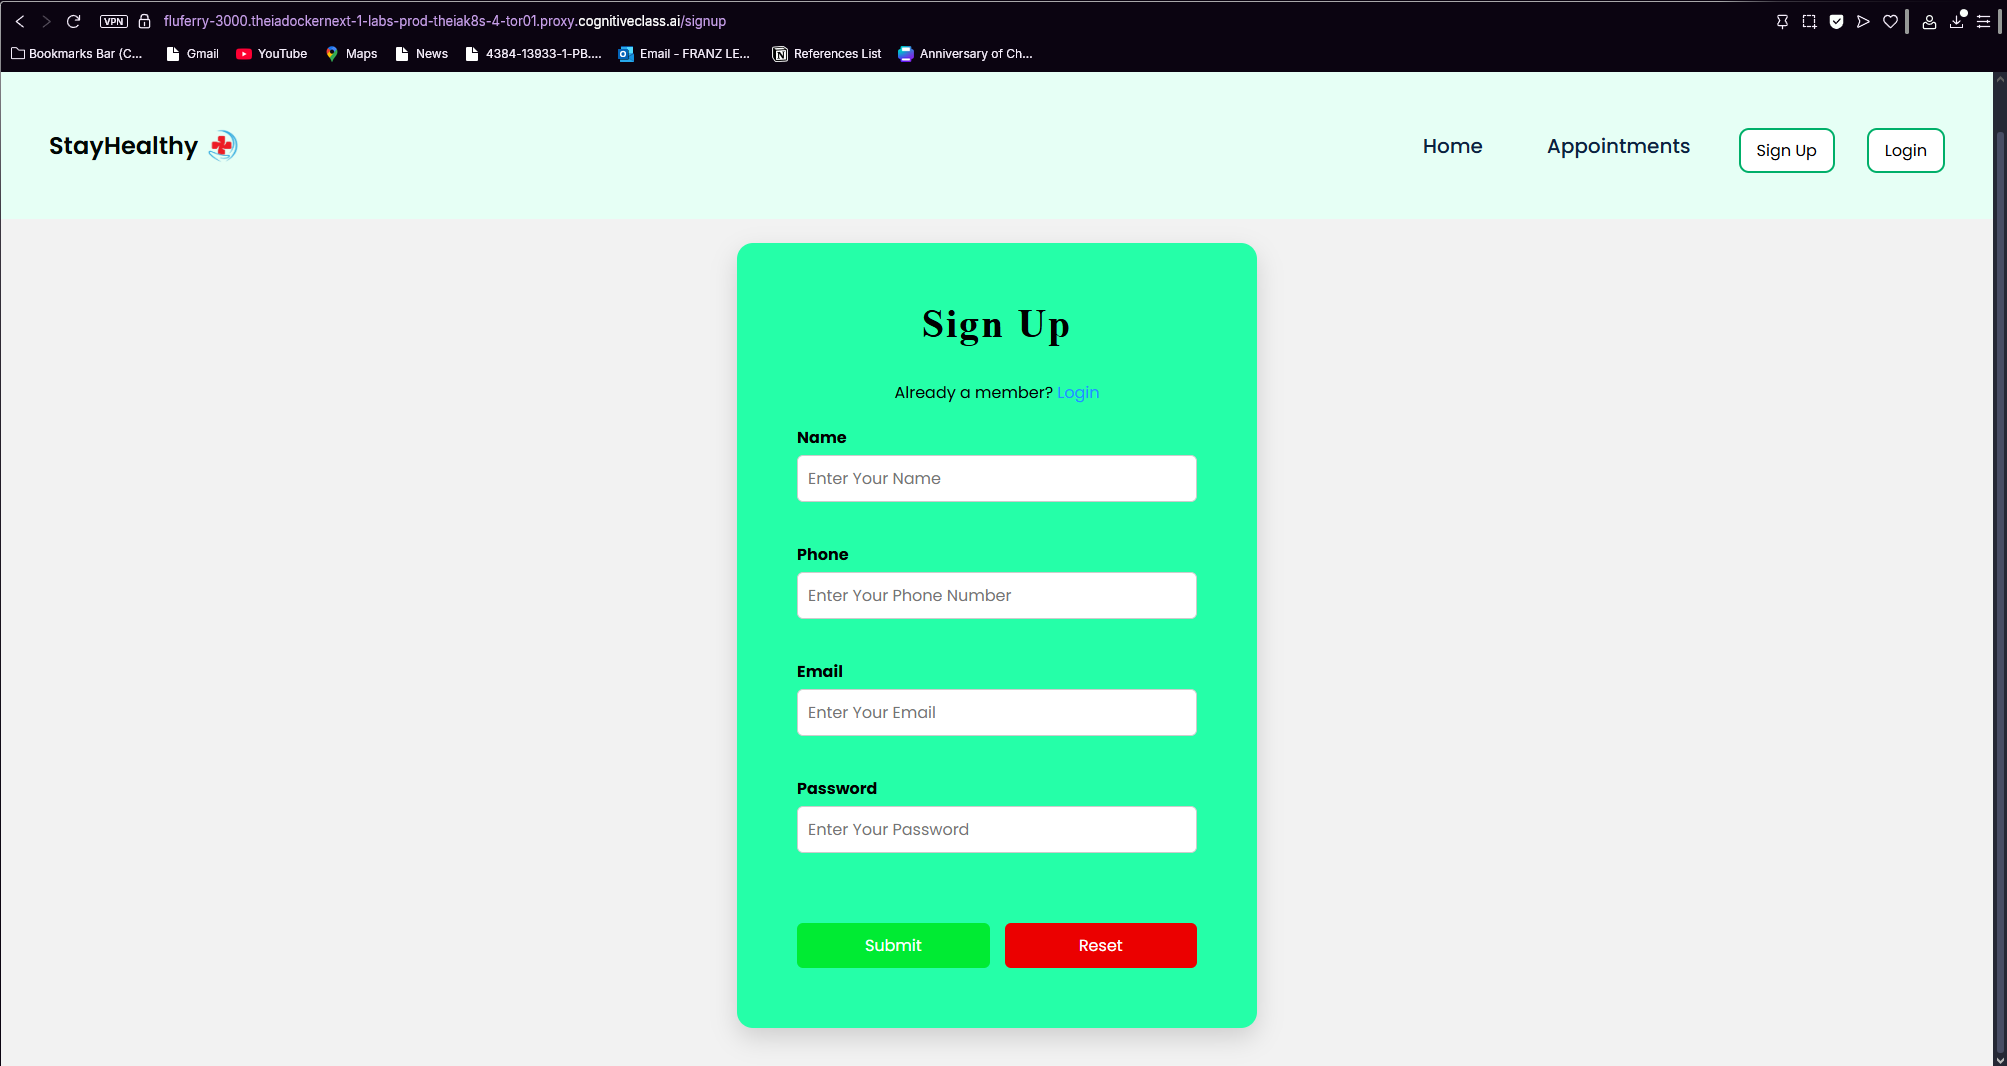 VPN
fluferry-3000.theiadockernext-1-labs-prod-theiak8s-4-tor01.proxy.cognitiveclass.ai/signup
Bookmarks Bar (C... Gmail YouTube Maps News 4384-13933-1-PB.... Email - FRANZ LE... References List Anniversary of Ch...
StayHealthy Home Appointments Sign Up Login
Sign Up
Already a member? Login
Name
Enter Your Name
Phone
Enter Your Phone Number
Email
Enter Your Email
Password
Enter Your Password
Submit Reset